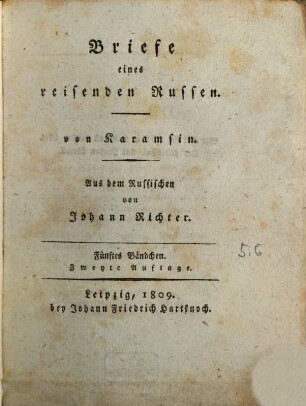 Briefe
eines
reisenden Russen.
von Karamsin.
Aus dem Russischen
von
Johann Richter.
Fünftes Bändchen.
Zweyte Auflage.
5.6
Leipzig, 1809.
bey Johann Friedrich Hartknoch.